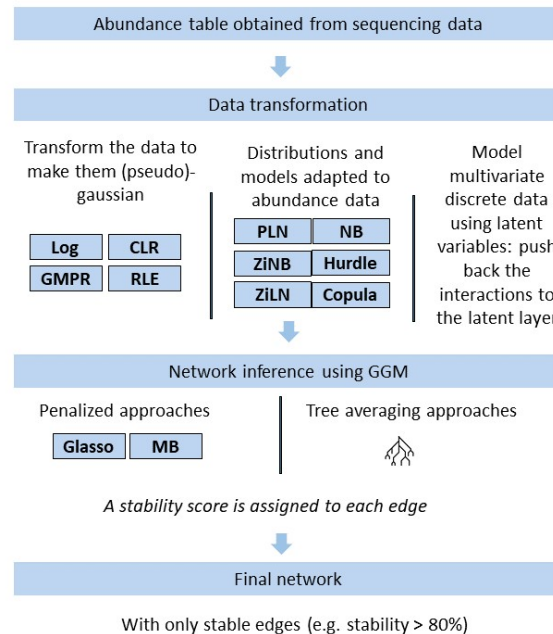 Abundance table obtained from sequencing data
Data transformation
Transform the data to
make them (pseudo)-
gaussian
Log
CLR
GMPR
RLE
Distributions and
models adapted to
abundance data
PLN
NB
ZiNB
Hurdle
ZiLN
Copula
Model
multivariate
discrete data
using latent
variables: push
back the
interactions to
the latent layer
Network inference using GGM
Penalized approaches
Glasso
MB
Tree averaging approaches
A stability score is assigned to each edge
Final network
With only stable edges (e.g. stability > 80%)